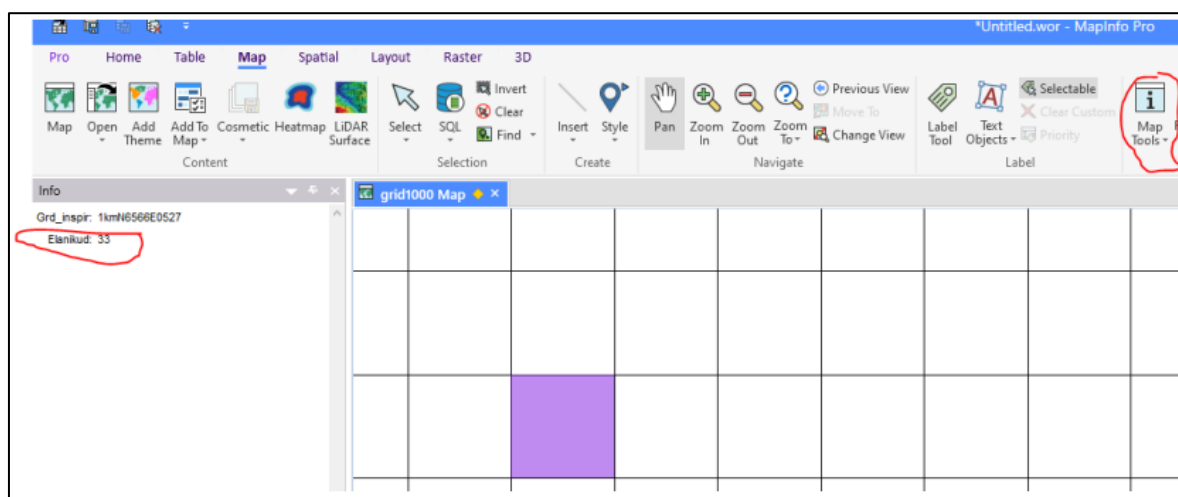 *Untitled.wor - MapInfo Pro
Pro Home Table Map Spatial Layout Raster 3D
Map Open Add Theme Add To Map Cosmetic Heatmap LiDAR Surface
Content
Select SQL Invert Clear Find
Selection
Insert Style
Create
Pan Zoom In Zoom Out Zoom To Previous View Move To Change View
Navigate
Label Tool Text Objects Selectable Clear Custom Priority
Label
Map Tools
Info
grid1000 Map
Grd_inspir: 1kmN6566E0527
Elanikud: 33